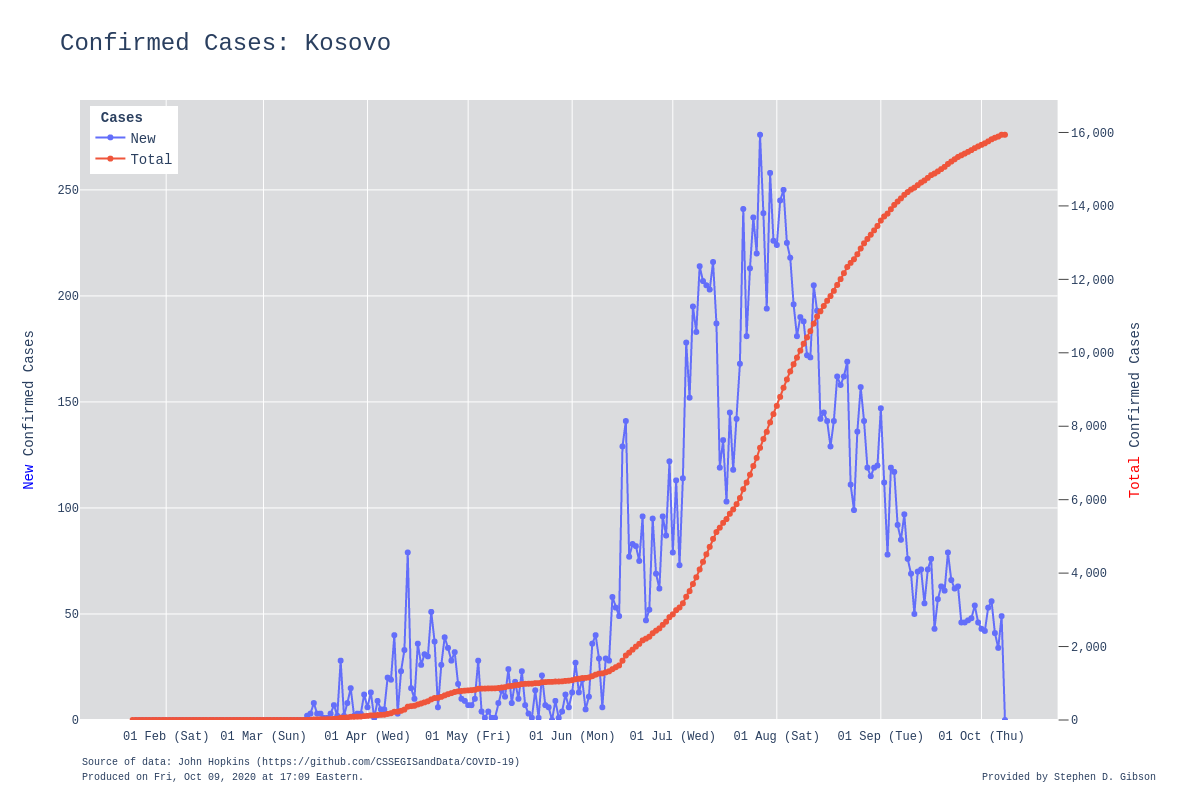 Confirmed Cases: Kosovo
Cases
New
Total
250
200
150
100
50
0
New Confirmed Cases
16,000
14,000
12,000
10,000
8,000
6,000
4,000
2,000
0
Total Confirmed Cases
01 Feb (Sat) 01 Mar (Sun) 01 Apr (Wed) 01 May (Fri) 01 Jun (Mon) 01 Jul (Wed) 01 Aug (Sat) 01 Sep (Tue) 01 Oct (Thu)
Source of data: John Hopkins (https://github.com/CSSEGISandData/COVID-19)
Produced on Fri, Oct 09, 2020 at 17:09 Eastern.
Provided by Stephen D. Gibson